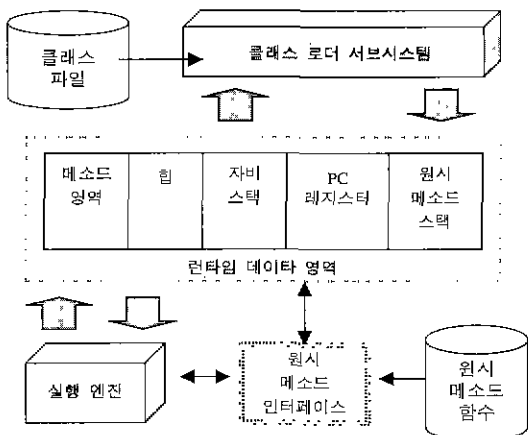 클래스
파일
클래스 로더 서브시스템
메소드
영역
힙
자바
스택
PC
레지스터
원시
메소드
스택
런타임 데이타 영역
실행 엔진
원시
메소드
인터페이스
원시
메소드
함수